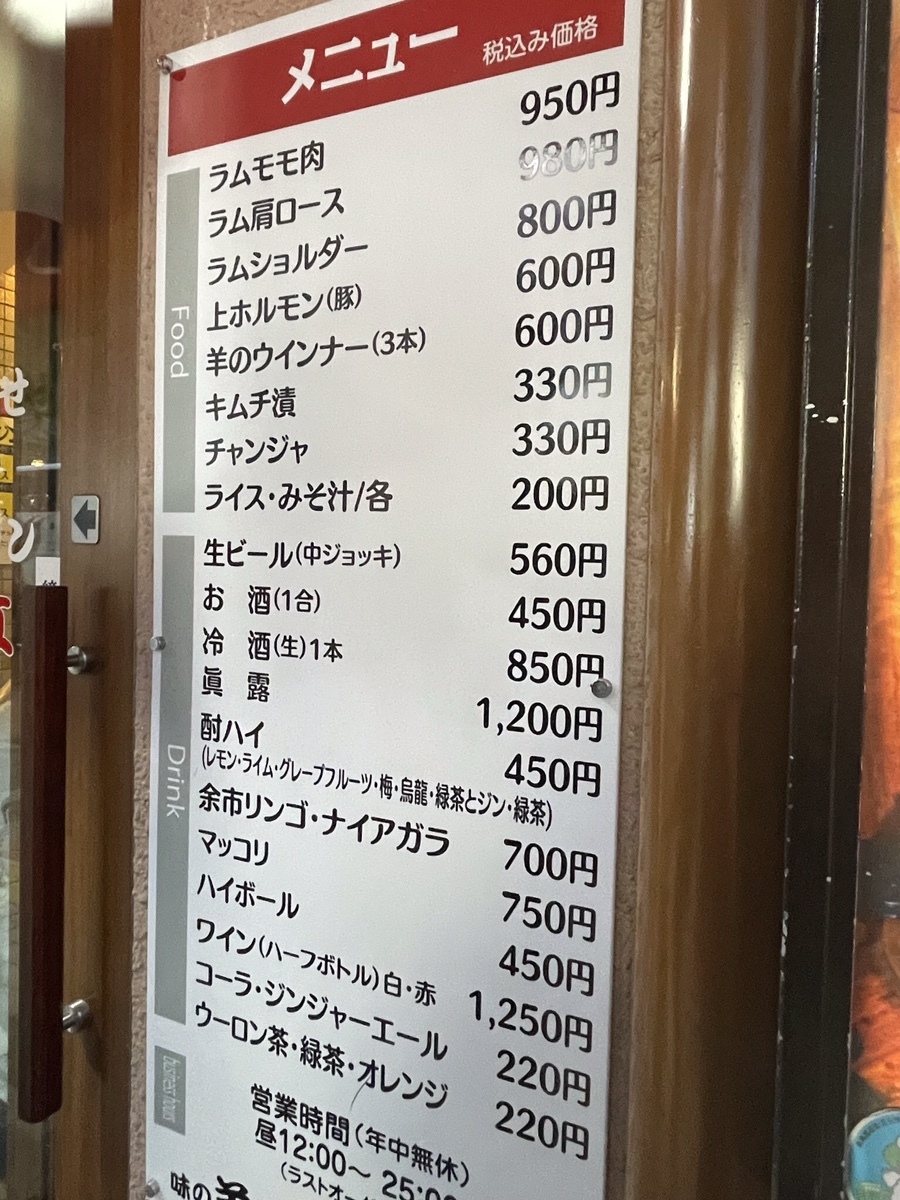 メニュー 税込み価格
ラムモモ肉 950円
ラム肩ロース 980円
ラムショルダー 800円
上ホルモン(豚) 600円
羊のウインナー(3本) 600円
キムチ漬 330円
チャンジャ 330円
ライス・みそ汁/各 200円
Food
生ビール(中ジョッキ) 560円
お 酒(1合) 450円
冷 酒(生)1本 850円
眞 露 1,200円
酎ハイ 450円
(レモン・ライム・グレープフルーツ・梅・烏龍・緑茶とジン・緑茶)
余市リンゴ・ナイアガラ 700円
マッコリ 750円
ハイボール 450円
ワイン(ハーフボトル)白・赤 1,250円
コーラ・ジンジャーエール 220円
ウーロン茶・緑茶・オレンジ 220円
Drink
business hour
営業時間(年中無休)
昼12:00〜 25:00
(ラストオー
味の
せ
ン